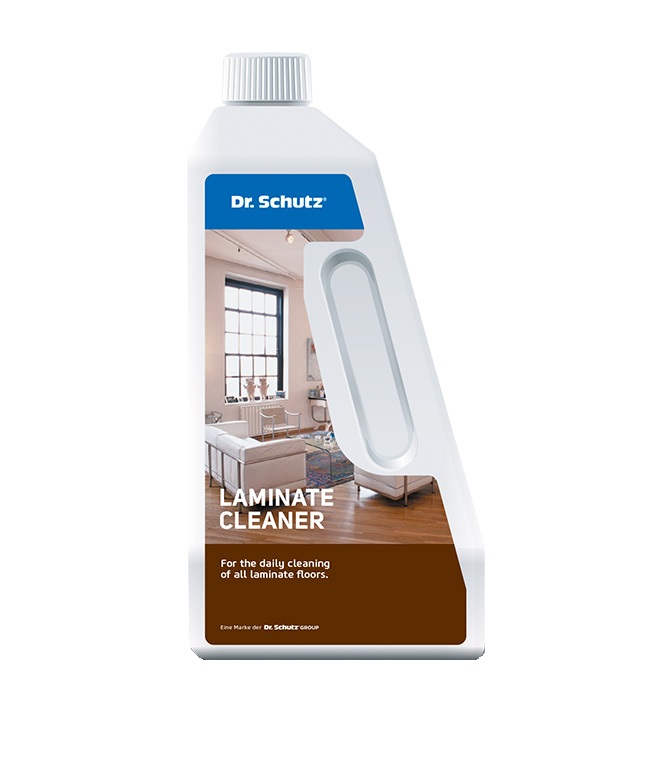 Dr. Schutz®
LAMINATE
CLEANER
For the daily cleaning
of all laminate floors.
Eine Marke der Dr. Schutz® GROUP